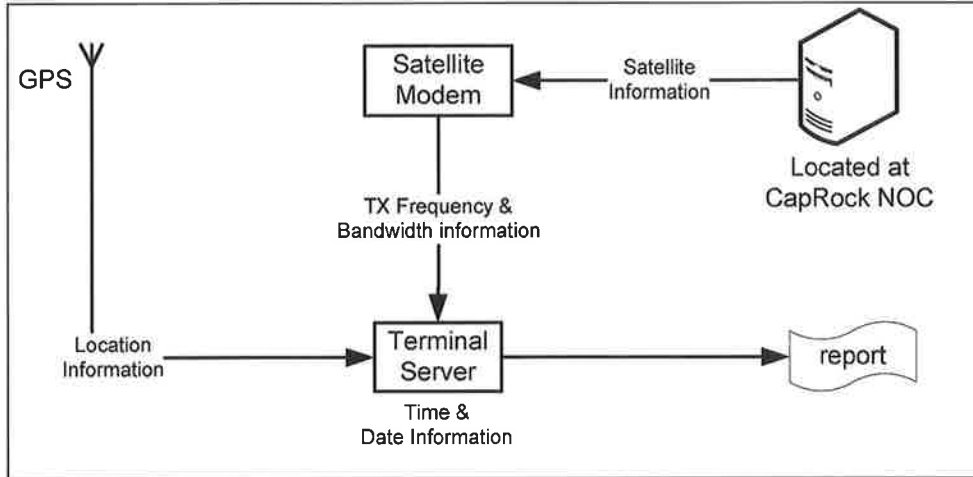 GPS
Satellite
Modem
Satellite
Information
Located at
CapRock NOC
TX Frequency &
Bandwidth information
Location
Information
Terminal
Server
report
Time &
Date Information